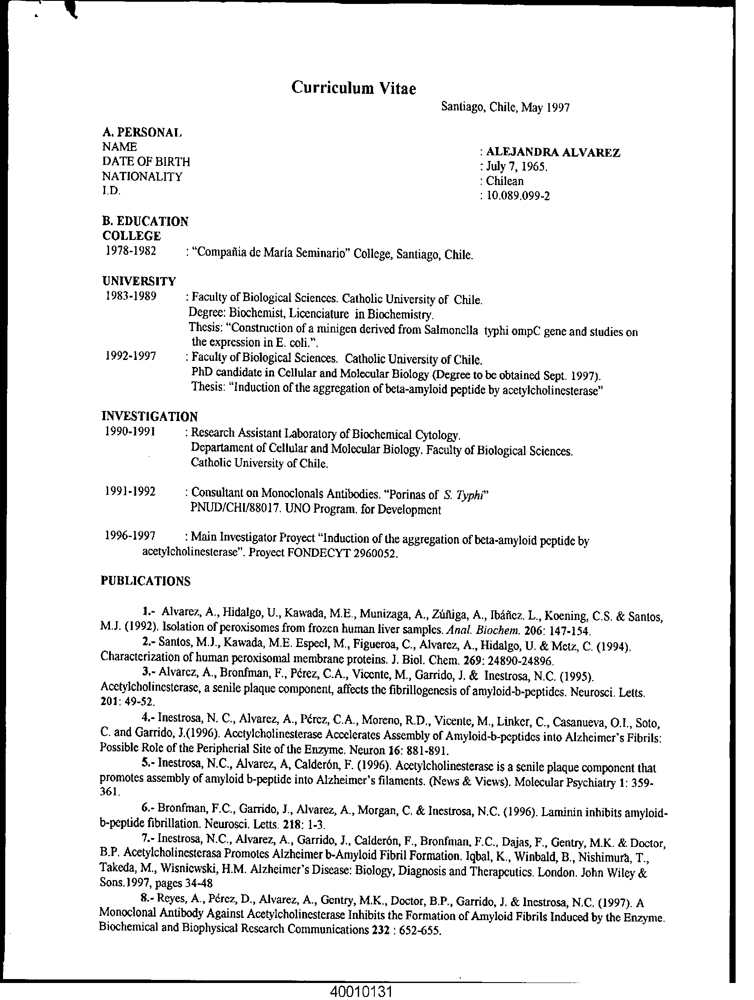 Curriculum Vitae
Santiago, Chile, May 1997
A. PERSONAL
NAME : ALEJANDRA ALVAREZ
DATE OF BIRTH : July 7, 1965.
NATIONALITY : Chilean
I.D. : 10.089.099-2
B. EDUCATION
COLLEGE
1978-1982 : “Compañia de María Seminario” College, Santiago, Chile.
UNIVERSITY
1983-1989 : Faculty of Biological Sciences. Catholic University of Chile.
Degree: Biochemist, Licenciature in Biochemistry.
Thesis: “Construction of a minigen derived from Salmonella typhi ompC gene and studies on
the expression in E. coli.”.
1992-1997 : Faculty of Biological Sciences. Catholic University of Chile.
PhD candidate in Cellular and Molecular Biology (Degree to be obtained Sept. 1997).
Thesis: “Induction of the aggregation of beta-amyloid peptide by acetylcholinesterase”
INVESTIGATION
1990-1991 : Research Assistant Laboratory of Biochemical Cytology.
Departament of Cellular and Molecular Biology. Faculty of Biological Sciences.
Catholic University of Chile.
1991-1992 : Consultant on Monoclonals Antibodies. “Porinas of S. Typhi”
PNUD/CHI/88017. UNO Program. for Development
1996-1997 : Main Investigator Proyect “Induction of the aggregation of beta-amyloid peptide by
acetylcholinesterase”. Proyect FONDECYT 2960052.
PUBLICATIONS
1.- Alvarez, A., Hidalgo, U., Kawada, M.E., Munizaga, A., Zúñiga, A., Ibáñez. L., Koening, C.S. & Santos,
M.J. (1992). Isolation of peroxisomes from frozen human liver samples. Anal. Biochem. 206: 147-154.
2.- Santos, M.J., Kawada, M.E. Espeel, M., Figueroa, C., Alvarez, A., Hidalgo, U. & Metz, C. (1994).
Characterization of human peroxisomal membrane proteins. J. Biol. Chem. 269: 24890-24896.
3.- Alvarez, A., Bronfman, F., Pérez, C.A., Vicente, M., Garrido, J. & Inestrosa, N.C. (1995).
Acetylcholinesterase, a senile plaque component, affects the fibrillogenesis of amyloid-b-peptides. Neurosci. Letts.
201: 49-52.
4.- Inestrosa, N. C., Alvarez, A., Pérez, C.A., Moreno, R.D., Vicente, M., Linker, C., Casanueva, O.I., Soto,
C. and Garrido, J.(1996). Acetylcholinesterase Accelerates Assembly of Amyloid-b-peptides into Alzheimer’s Fibrils:
Possible Role of the Peripherial Site of the Enzyme. Neuron 16: 881-891.
5.- Inestrosa, N.C., Alvarez, A, Calderón, F. (1996). Acetylcholinesterase is a senile plaque component that
promotes assembly of amyloid b-peptide into Alzheimer’s filaments. (News & Views). Molecular Psychiatry 1: 359-
361.
6.- Bronfman, F.C., Garrido, J., Alvarez, A., Morgan, C. & Inestrosa, N.C. (1996). Laminin inhibits amyloid-
b-peptide fibrillation. Neurosci. Letts. 218: 1-3.
7.- Inestrosa, N.C., Alvarez, A., Garrido, J., Calderón, F., Bronfman, F.C., Dajas, F., Gentry, M.K. & Doctor,
B.P. Acetylcholinesterasa Promotes Alzheimer b-Amyloid Fibril Formation. Iqbal, K., Winbald, B., Nishimura, T.,
Takeda, M., Wisniewski, H.M. Alzheimer’s Disease: Biology, Diagnosis and Therapeutics. London. John Wiley &
Sons.1997, pages 34-48
8.- Reyes, A., Pérez, D., Alvarez, A., Gentry, M.K., Doctor, B.P., Garrido, J. & Inestrosa, N.C. (1997). A
Monoclonal Antibody Against Acetylcholinesterase Inhibits the Formation of Amyloid Fibrils Induced by the Enzyme.
Biochemical and Biophysical Research Communications 232 : 652-655.
40010131